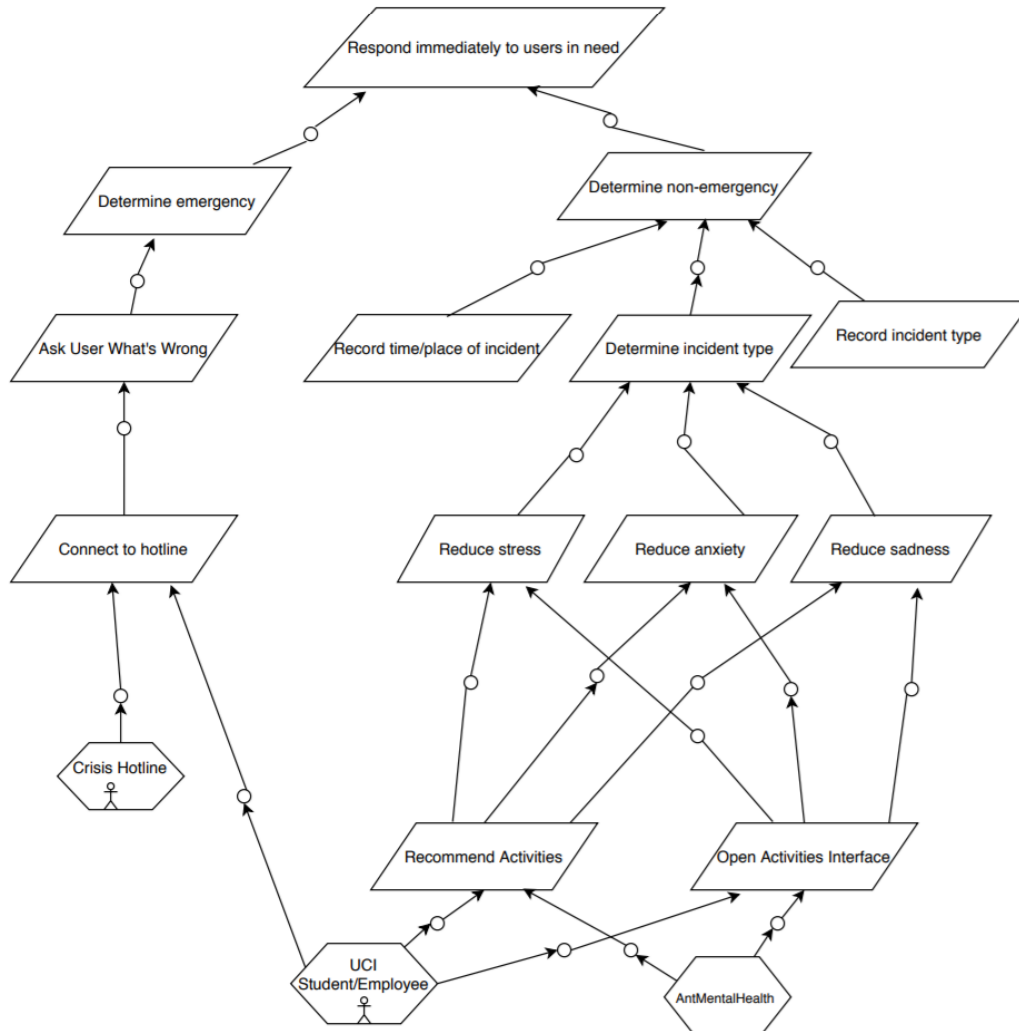 Respond immediately to users in need
Determine emergency
Determine non-emergency
Ask User What's Wrong
Record time/place of incident
Determine incident type
Record incident type
Connect to hotline
Reduce stress
Reduce anxiety
Reduce sadness
Crisis Hotline
Recommend Activities
Open Activities Interface
UCI
Student/Employee
AntMentalHealth